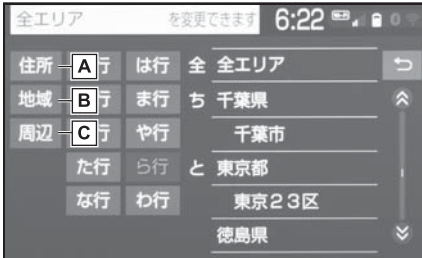 全エリア を変更できます 6:22 0
住所 A 行 は行 全 全エリア
地域 B 行 ま行 ち 千葉県
周辺 C 行 や行 千葉市
た行 ら行 と 東京都
な行 わ行 東京23区
徳島県